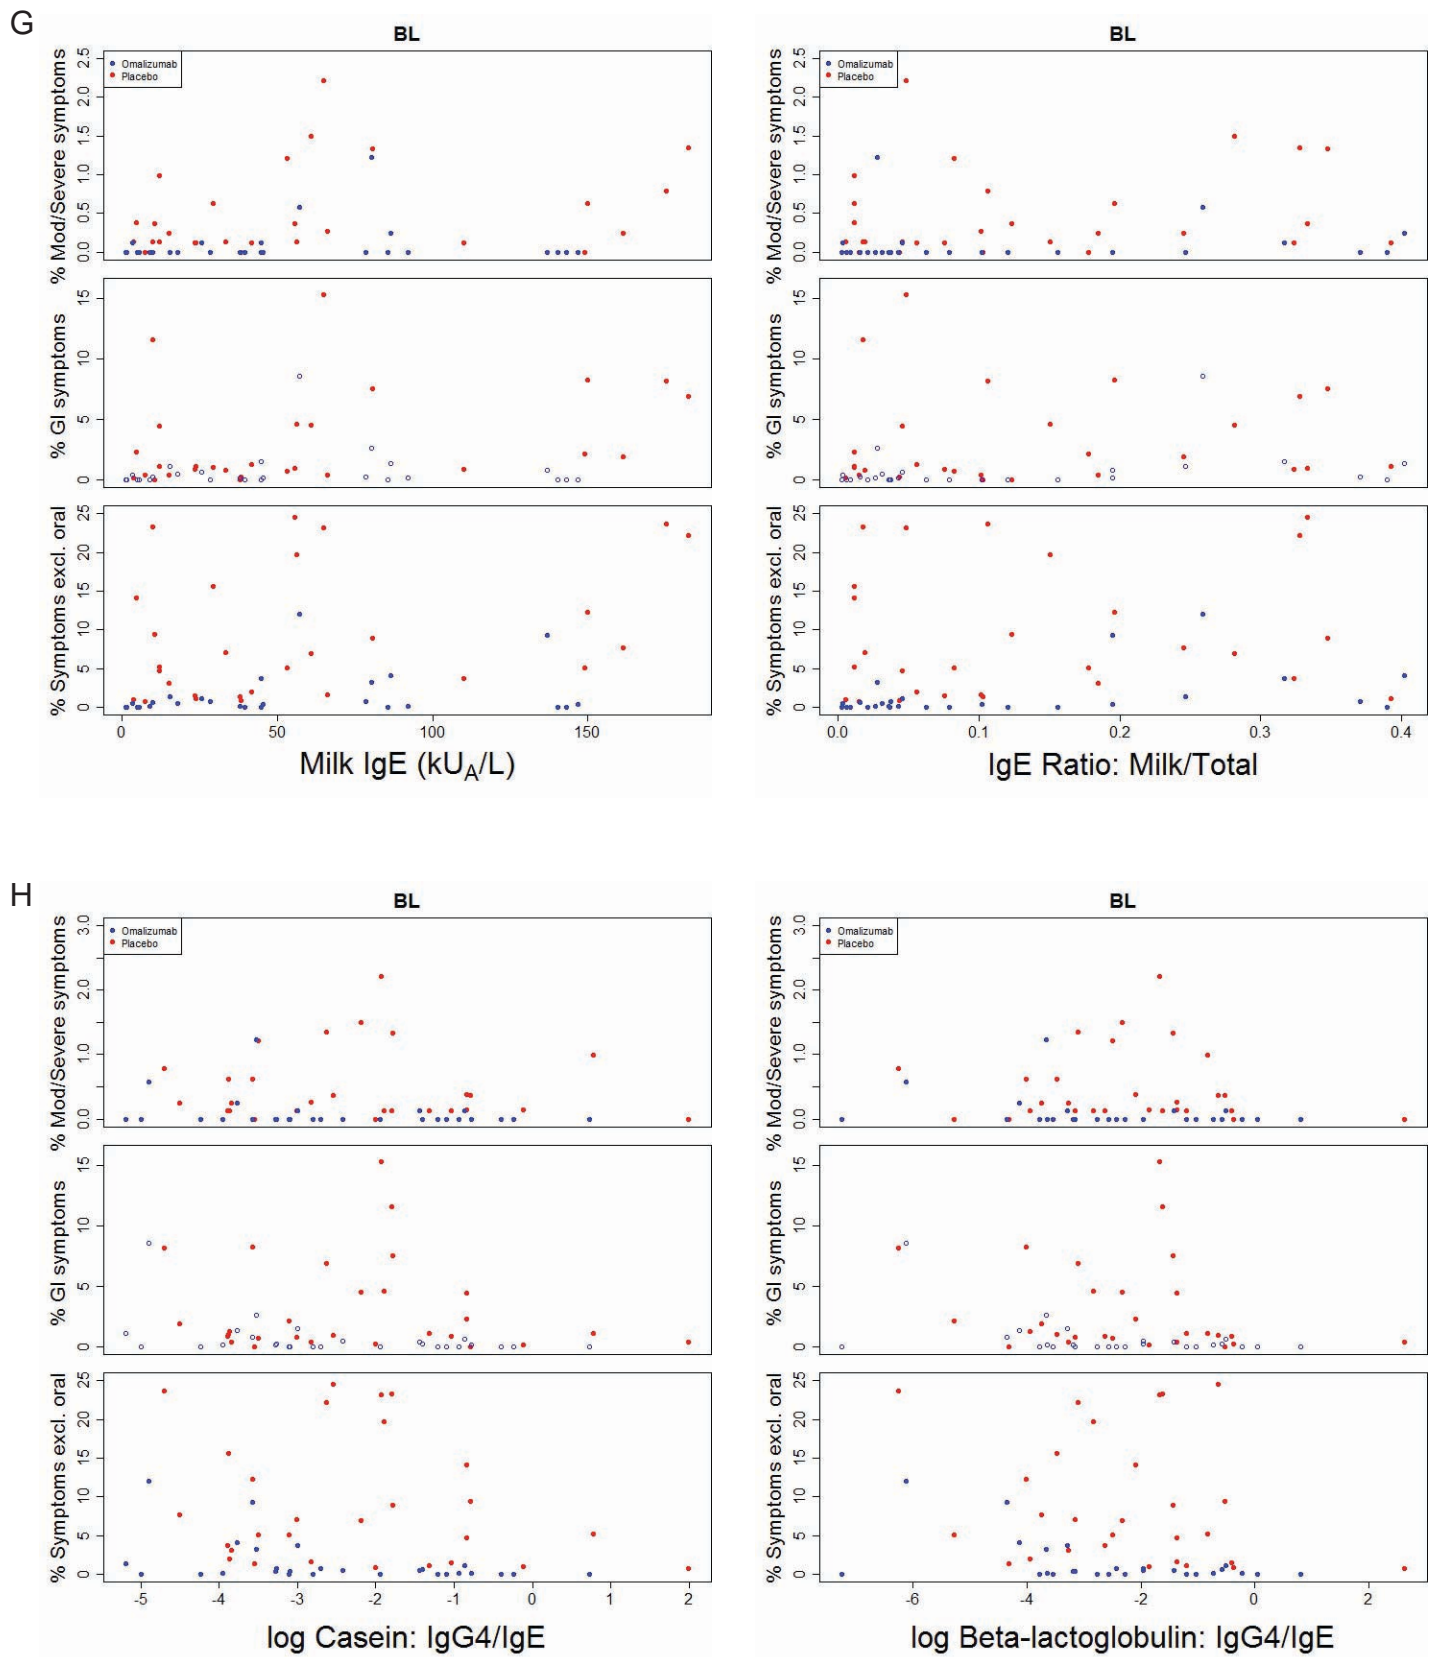 G
BL
Omalizumab
Placebo
% Mod/Severe symptoms
0.0 0.5 1.0 1.5 2.0 2.5
% GI symptoms
0 5 10 15
% Symptoms excl. oral
0 5 10 15 20 25
0 50 100 150
Milk IgE (kU_A/L)
BL
Omalizumab
Placebo
% Mod/Severe symptoms
0.0 0.5 1.0 1.5 2.0 2.5
% GI symptoms
0 5 10 15
% Symptoms excl. oral
0 5 10 15 20 25
0.0 0.1 0.2 0.3 0.4
IgE Ratio: Milk/Total
H
BL
Omalizumab
Placebo
% Mod/Severe symptoms
0.0 1.0 2.0 3.0
% GI symptoms
0 5 10 15
% Symptoms excl. oral
0 5 10 15 20 25
-5 -4 -3 -2 -1 0 1 2
log Casein: IgG4/IgE
BL
Omalizumab
Placebo
% Mod/Severe symptoms
0.0 1.0 2.0 3.0
% GI symptoms
0 5 10 15
% Symptoms excl. oral
0 5 10 15 20 25
-6 -4 -2 0 2
log Beta-lactoglobulin: IgG4/IgE